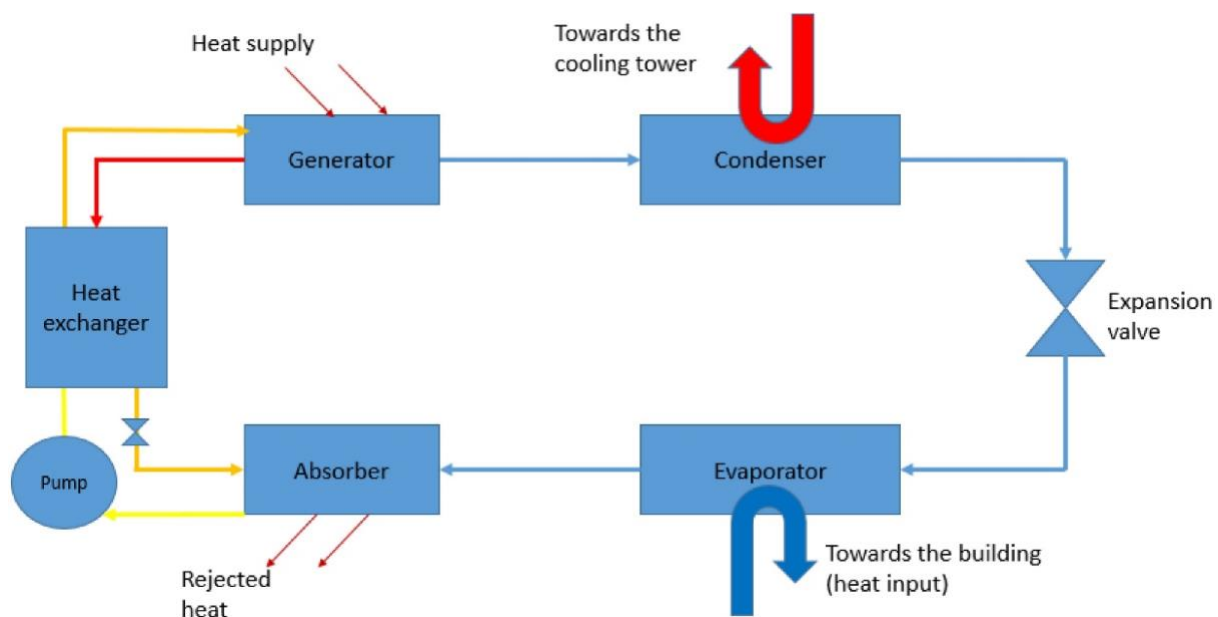 Heat supply
Towards the
cooling tower
Generator
Condenser
Heat
exchanger
Expansion
valve
Pump
Absorber
Evaporator
Rejected
heat
Towards the building
(heat input)